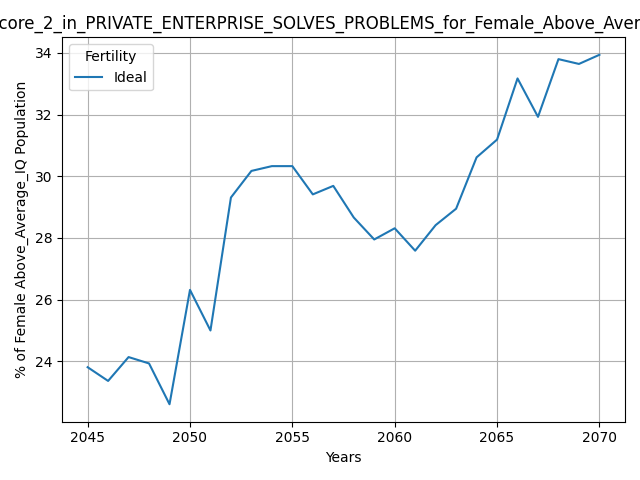 core_2_in_PRIVATE_ENTERPRISE_SOLVES_PROBLEMS_for_Female_Above_Aver
Fertility
Ideal
% of Female Above_Average_IQ Population
34
32
30
28
26
24
2045 2050 2055 2060 2065 2070
Years